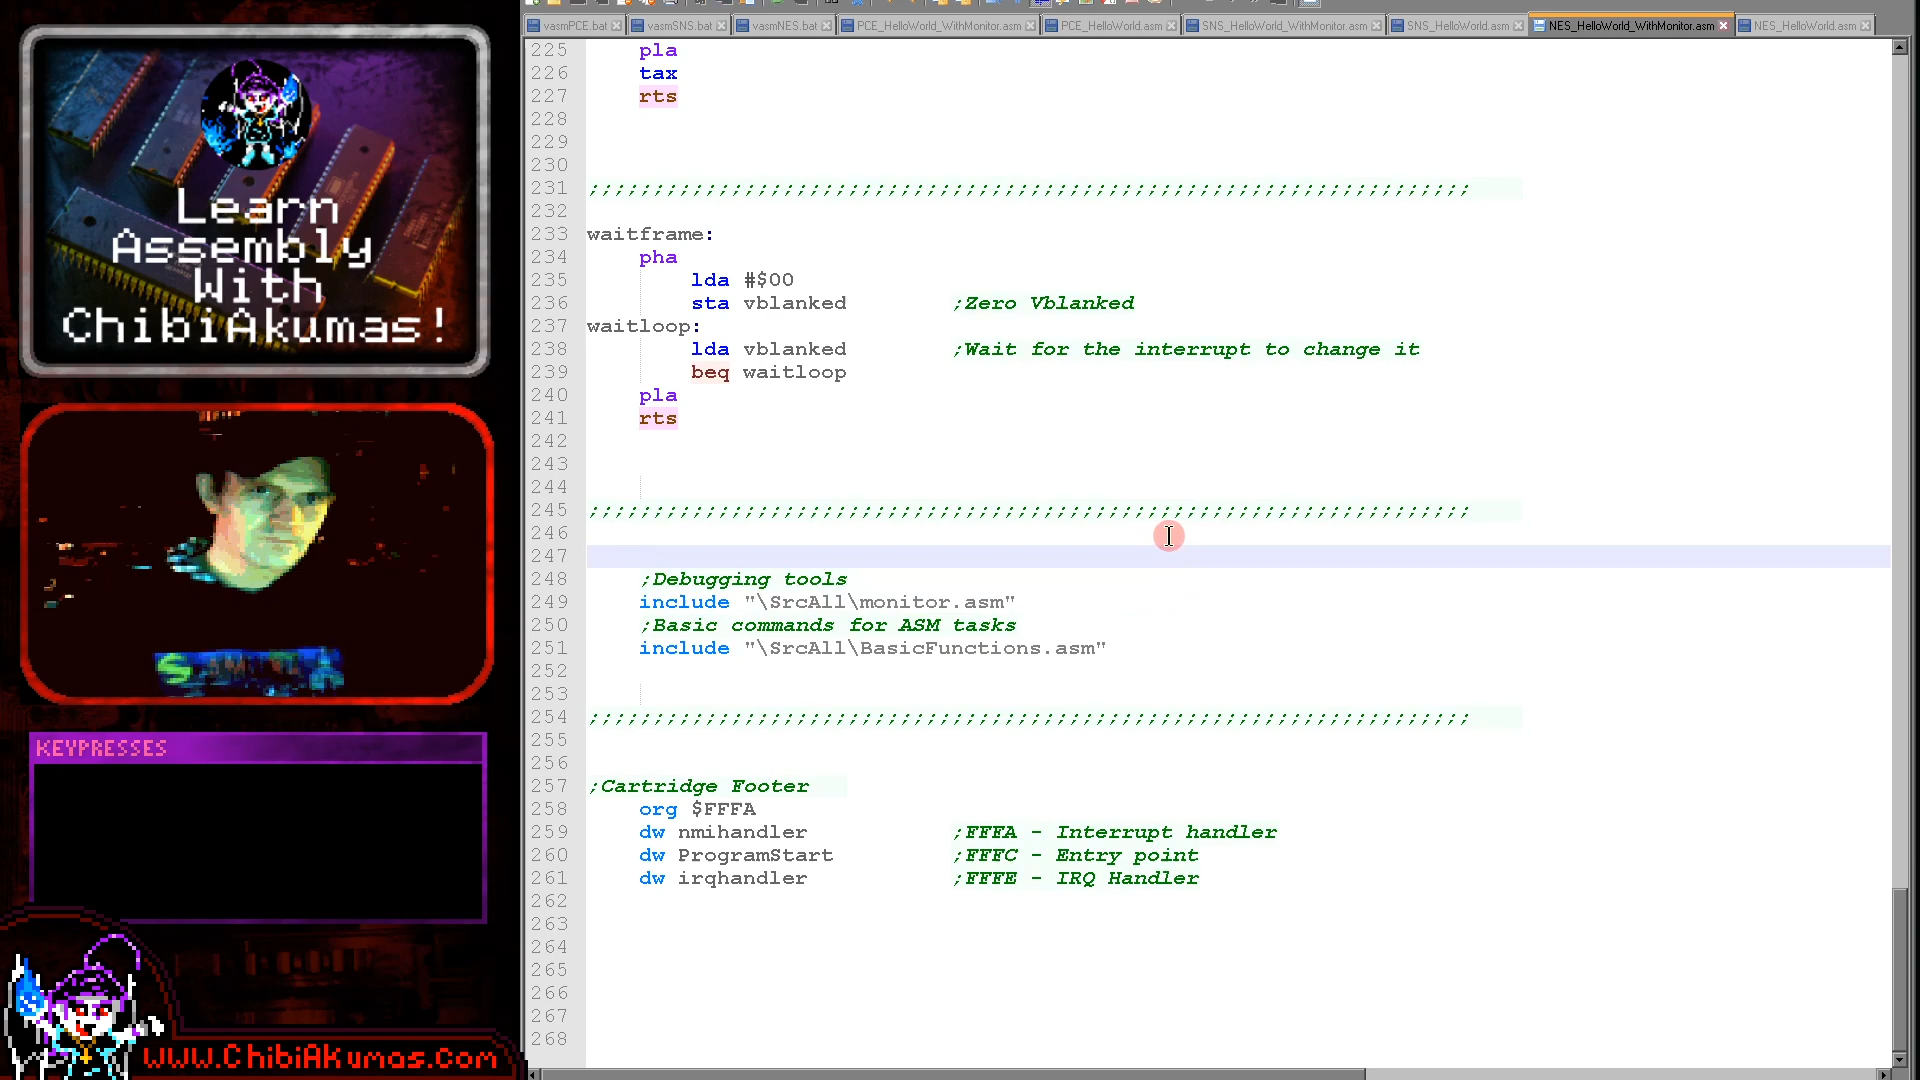 Learn
Assembly
With
ChibiAkumas!
KEYPRESSES
www.ChibiAkumas.com
vasmPCE.bat
vasmSNS.bat
vasmNES.bat
PCE_HelloWorld_WithMonitor.asm
PCE_HelloWorld.asm
SNS_HelloWorld_WithMonitor.asm
SNS_HelloWorld.asm
NES_HelloWorld_WithMonitor.asm
NES_HelloWorld.asm
225 pla
226 tax
227 rts
228
229
230
231 ;;;;;;;;;;;;;;;;;;;;;;;;;;;;;;;;;;;;;;;;;;;;;;;;;;;;;;;;;;;;;;;;;;;;
232
233 waitframe:
234 pha
235 lda #$00
236 sta vblanked ;Zero Vblanked
237 waitloop:
238 lda vblanked ;Wait for the interrupt to change it
239 beq waitloop
240 pla
241 rts
242
243
244
245 ;;;;;;;;;;;;;;;;;;;;;;;;;;;;;;;;;;;;;;;;;;;;;;;;;;;;;;;;;;;;;;;;;;;;
246
247
248 ;Debugging tools
249 include "\SrcAll\monitor.asm"
250 ;Basic commands for ASM tasks
251 include "\SrcAll\BasicFunctions.asm"
252
253
254 ;;;;;;;;;;;;;;;;;;;;;;;;;;;;;;;;;;;;;;;;;;;;;;;;;;;;;;;;;;;;;;;;;;;;
255
256
257 ;Cartridge Footer
258 org $FFFA
259 dw nmihandler ;FFFA - Interrupt handler
260 dw ProgramStart ;FFFC - Entry point
261 dw irqhandler ;FFFE - IRQ Handler
262
263
264
265
266
267
268